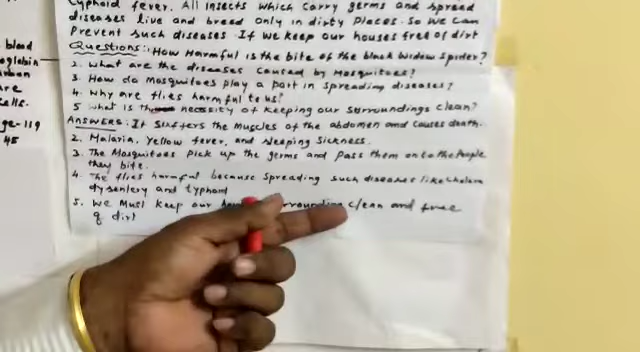 Typhoid fever. All insects which carry germs and spread
diseases live and breed only in dirty places. So we can
Prevent such diseases If we keep our houses free of dirt
Questions: How Harmful is the bite of the black widow spider?
2. What are the diseases caused by Mosquitoes?
3. How do mosquitoes play a part in spreading diseases?
4. Why are flies harmful to us?
5 What is necessity of keeping our surroundings clean?
Answers: It stiffers the muscles of the abdomen and causes death.
2. Malaria, Yellow fever, and sleeping Sickness.
3. The Mosquitoes pick up the germs and pass them on to the people
they bite.
4. The flies harmful because spreading such diseases like cholera
dysentery and typhoid
5. We Must keep our surrounding clean and free
of dirt
blood
oglobin
are
cells.
ge-119
45